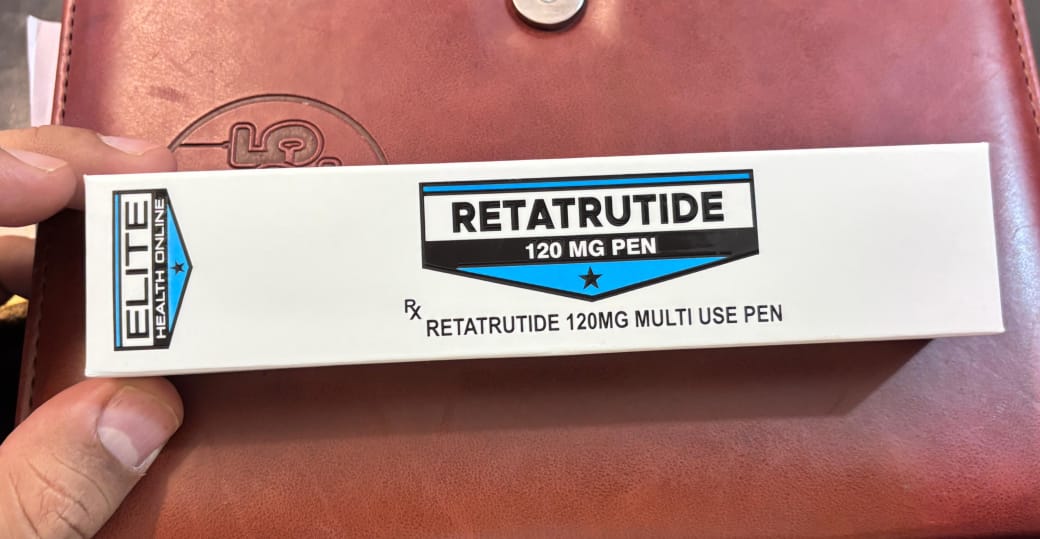 ELITE
HEALTH ONLINE
RETATRUTIDE
120 MG PEN
Rx RETATRUTIDE 120MG MULTI USE PEN